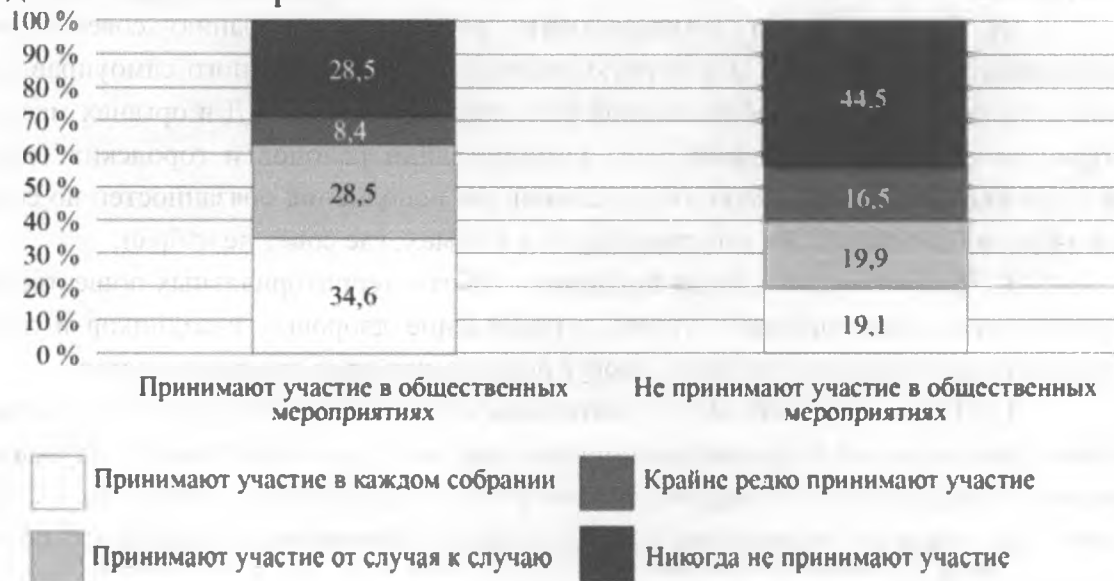 100 %
90 %
80 %
70 %
60 %
50 %
40 %
30 %
20 %
10 %
0 %
28,5
8,4
28,5
34,6
44,5
16,5
19,9
19,1
Принимают участие в общественных
мероприятиях
Не принимают участие в общественных
мероприятиях
Принимают участие в каждом собрании
Крайне редко принимают участие
Принимают участие от случая к случаю
Никогда не принимают участие